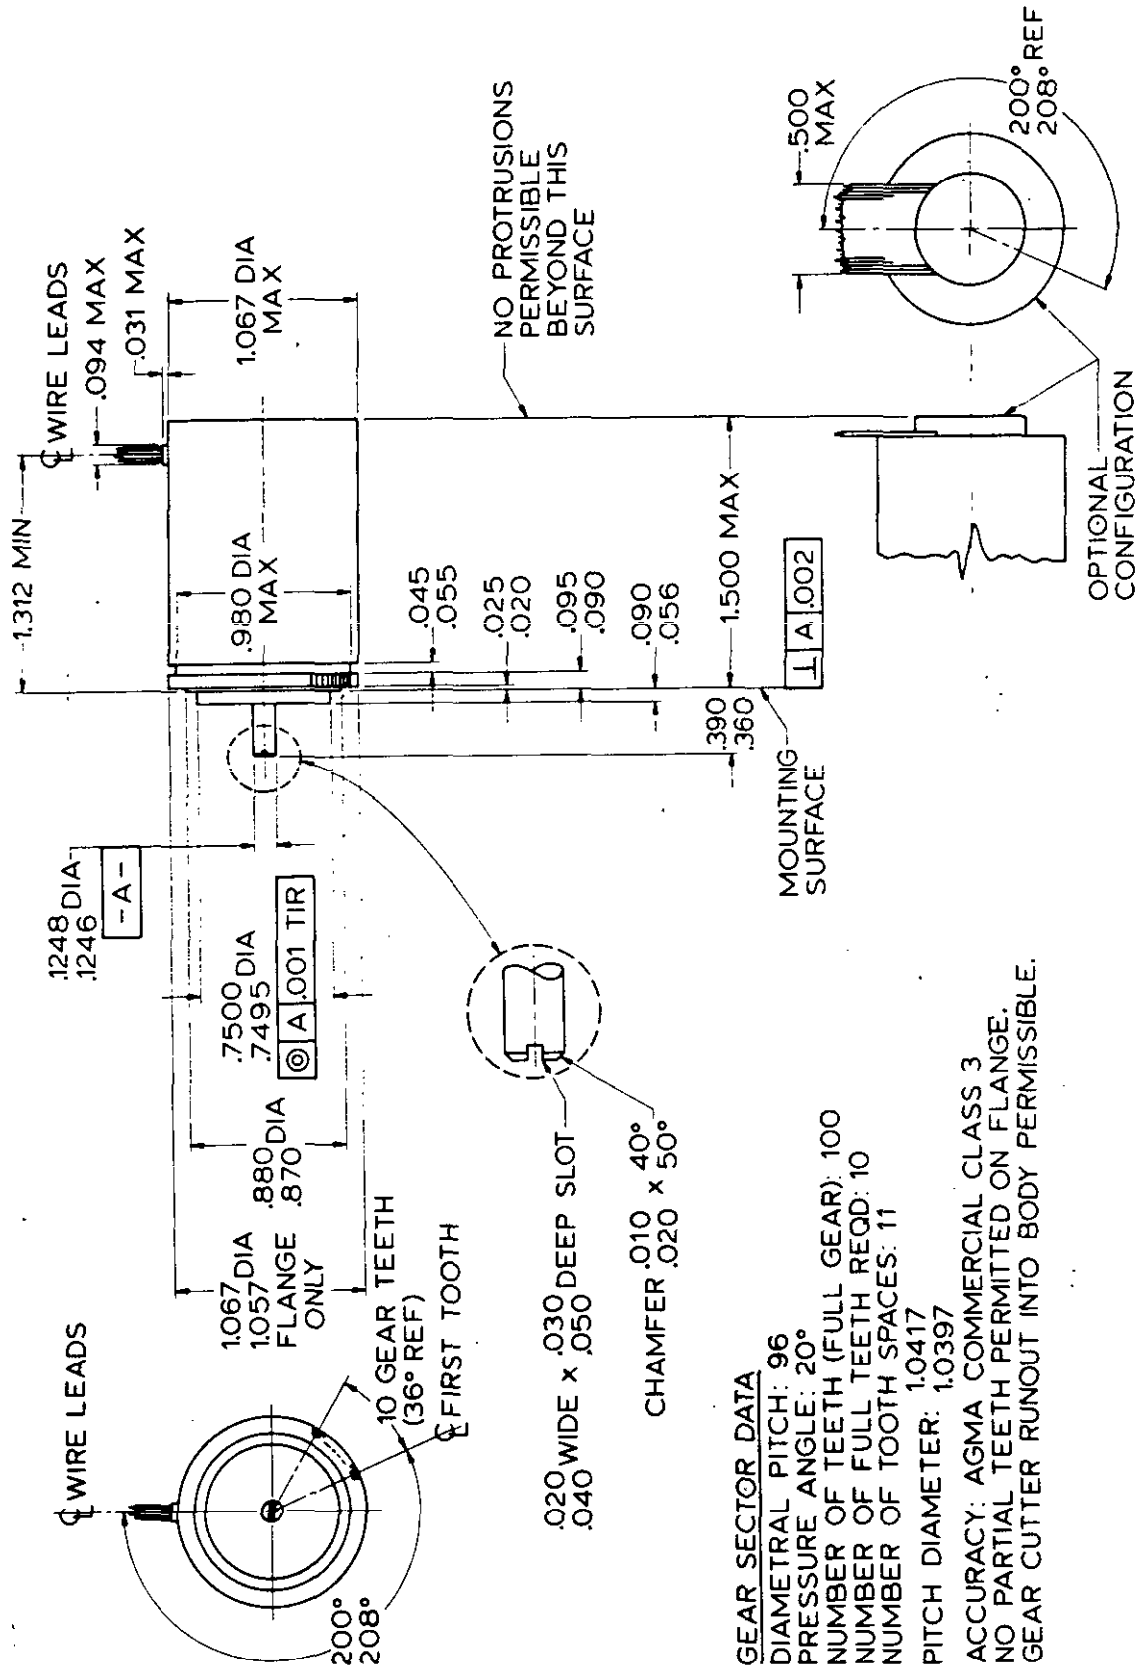 ℄ WIRE LEADS
200°
208°
10 GEAR TEETH
(36° REF)
℄ FIRST TOOTH
1.067 DIA
1.057
FLANGE
ONLY
.880 DIA
.870
.7500 DIA
.7495
◎ A .001 TIR
.1248 DIA
.1246
-A-
1.312 MIN
℄ WIRE LEADS
.094 MAX
.031 MAX
.980 DIA
MAX
1.067 DIA
MAX
.045
.055
.025
.020
.095
.090
.090
.056
1.500 MAX
.390
.360
⊥ A .002
MOUNTING
SURFACE
NO PROTRUSIONS
PERMISSIBLE
BEYOND THIS
SURFACE
.500
MAX
200° REF
208°
OPTIONAL
CONFIGURATION
.020 WIDE x .030 DEEP SLOT
.040 .050
CHAMFER .010 x 40°
.020 50°
GEAR SECTOR DATA
DIAMETRAL PITCH: 96
PRESSURE ANGLE: 20°
NUMBER OF TEETH (FULL GEAR): 100
NUMBER OF FULL TEETH REQD: 10
NUMBER OF TOOTH SPACES: 11
PITCH DIAMETER: 1.0417
1.0397
ACCURACY: AGMA COMMERCIAL CLASS 3
NO PARTIAL TEETH PERMITTED ON FLANGE.
GEAR CUTTER RUNOUT INTO BODY PERMISSIBLE.